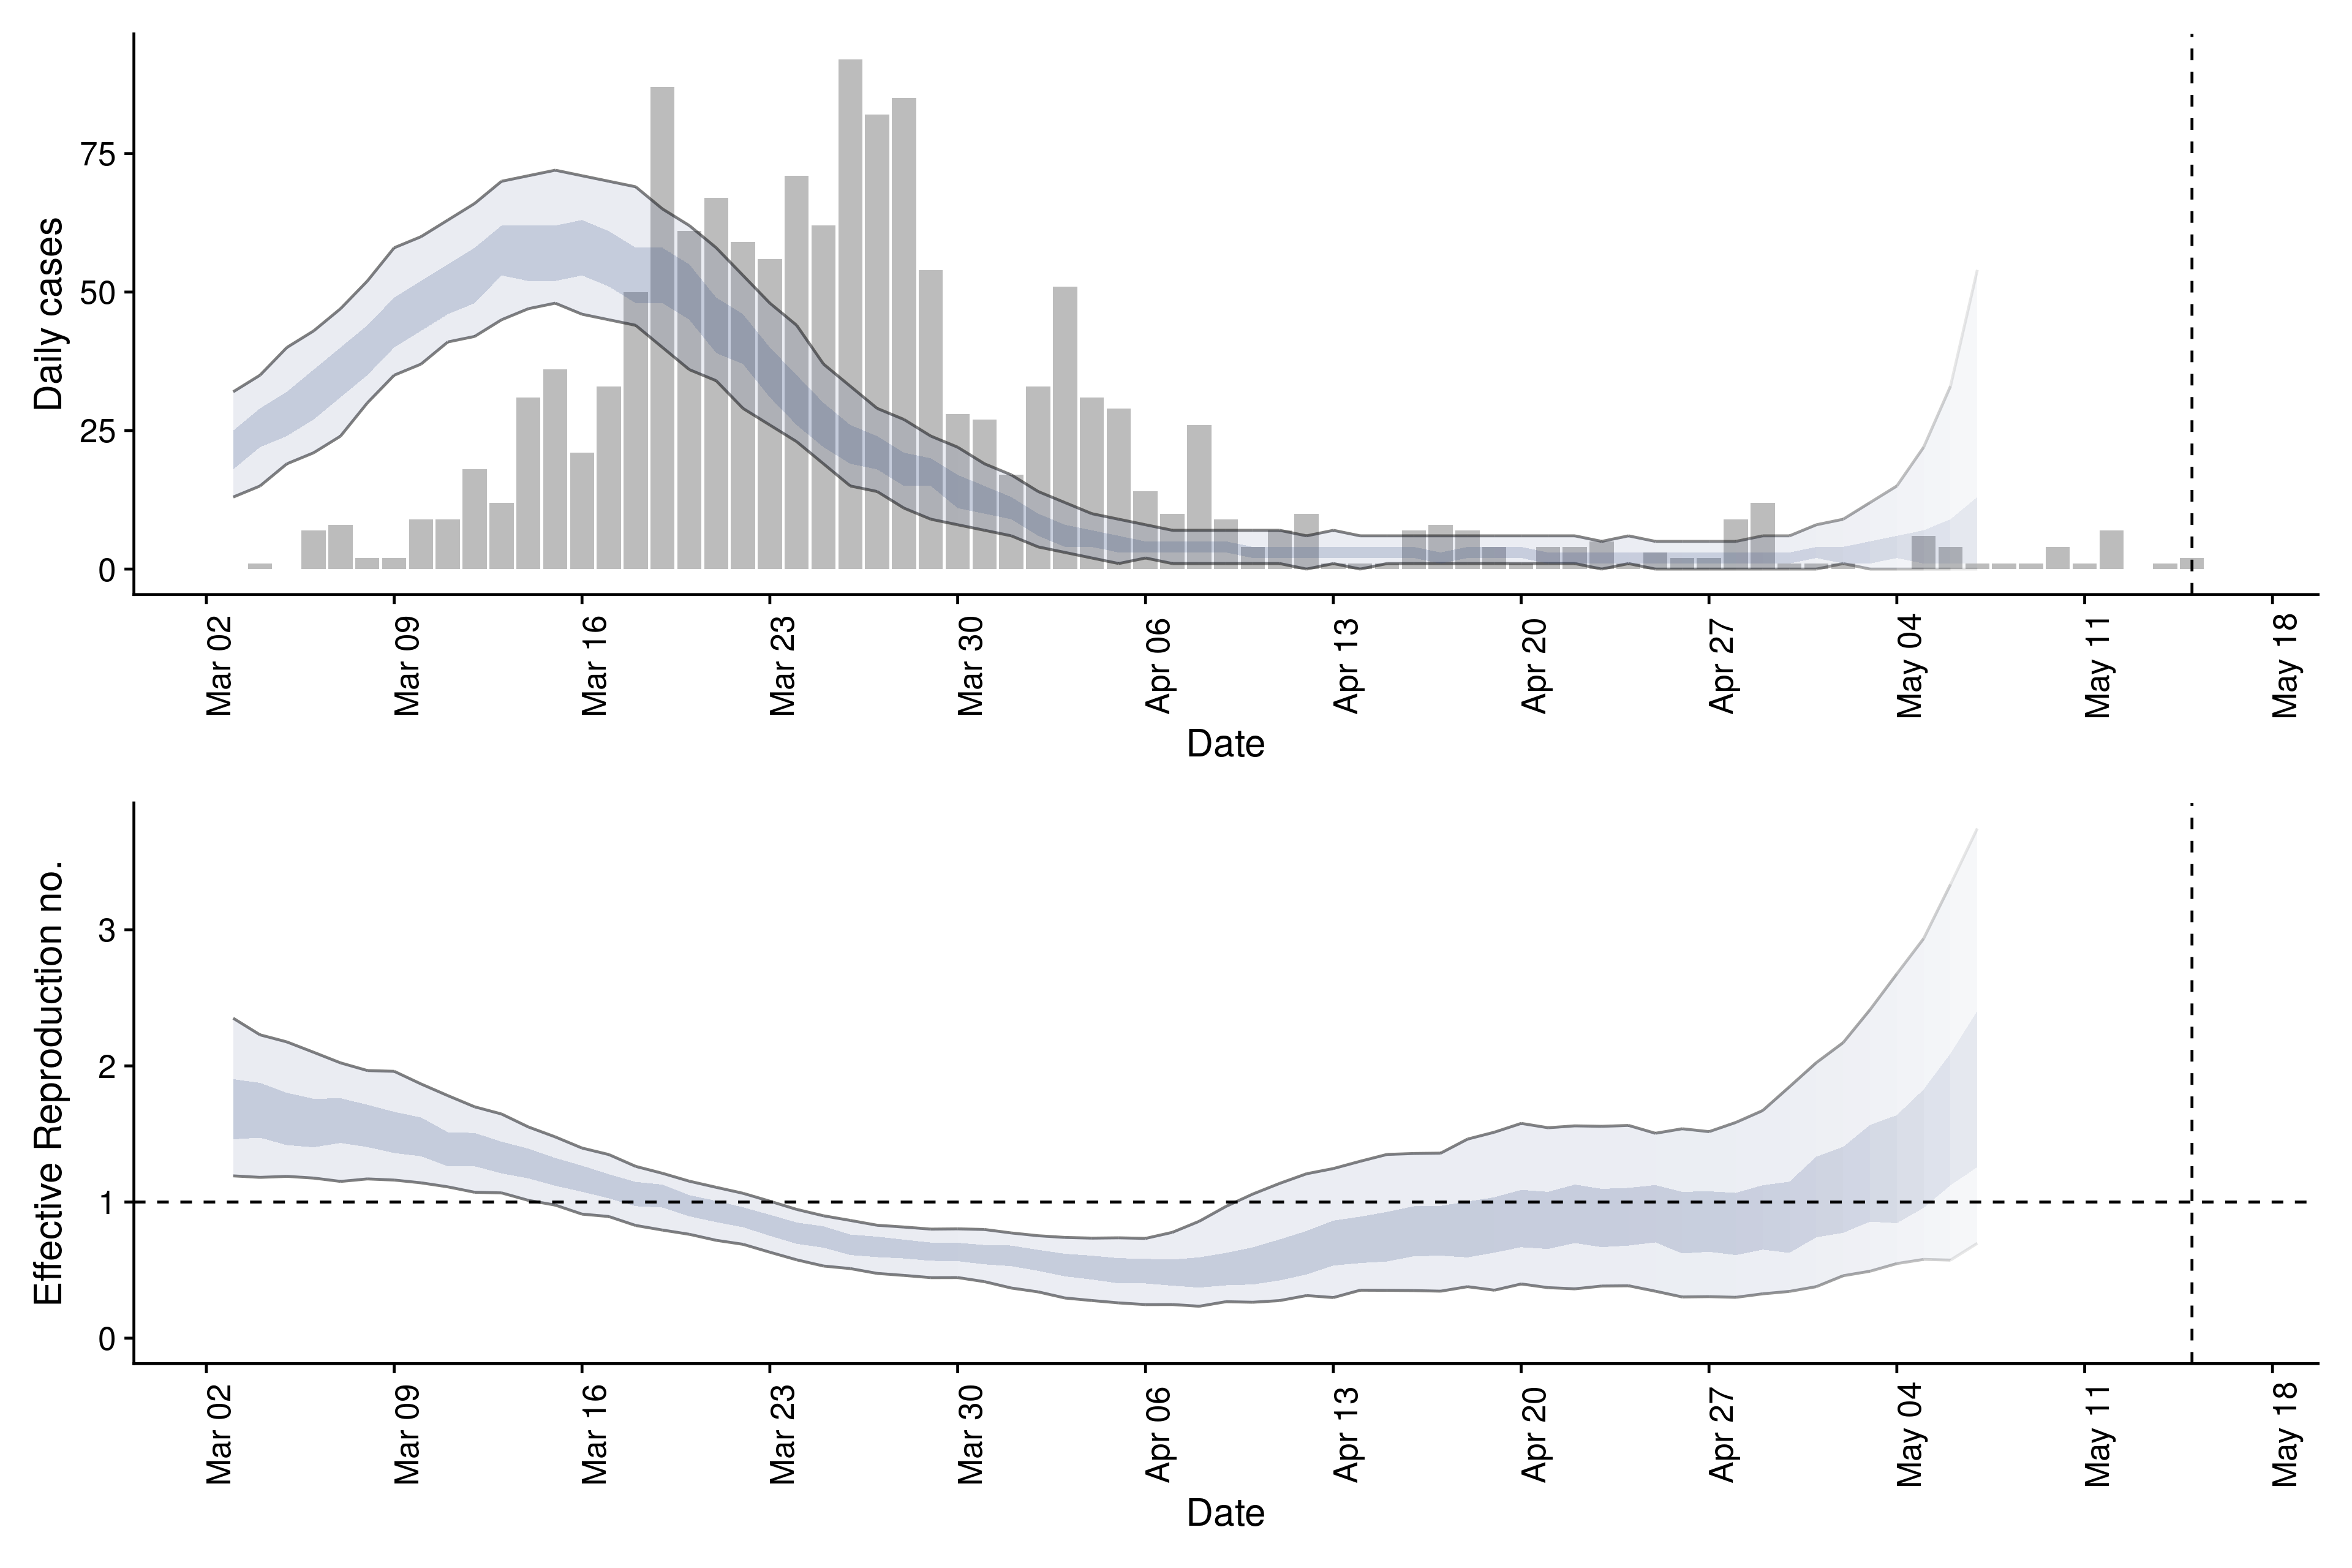 Daily cases
75
50
25
0
Mar 02
Mar 09
Mar 16
Mar 23
Mar 30
Apr 06
Apr 13
Apr 20
Apr 27
May 04
May 11
May 18
Date
Effective Reproduction no.
3
2
1
0
Mar 02
Mar 09
Mar 16
Mar 23
Mar 30
Apr 06
Apr 13
Apr 20
Apr 27
May 04
May 11
May 18
Date